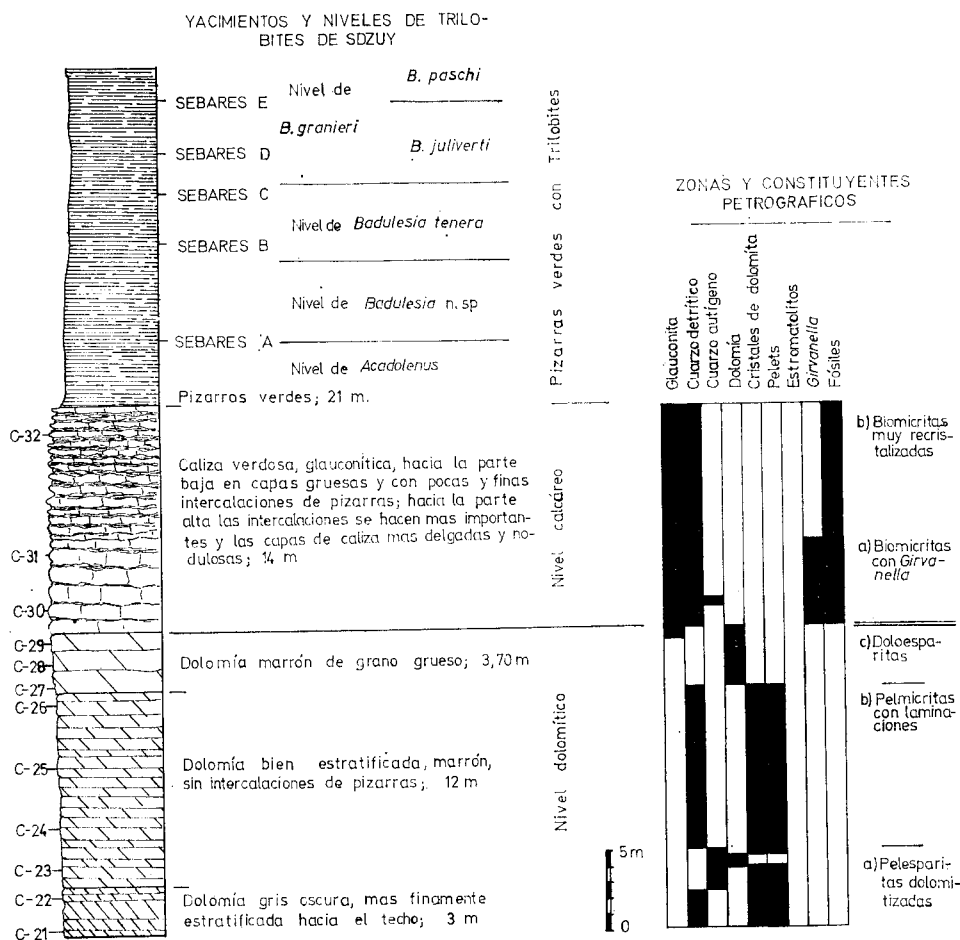 YACIMIENTOS Y NIVELES DE TRILO-
BITES DE SDZUY
SEBARES E
Nivel de
B. paschi
B. granieri
SEBARES D
B. juliverti
SEBARES C
Nivel de Badulesia tenera
SEBARES B
Nivel de Badulesia n. sp
SEBARES A
Nivel de Acadolenus
Pizarros verdes; 21 m.
Pizarras verdes con Trilobites
C-32
Caliza verdosa, glauconítica, hacia la parte
baja en capas gruesas y con pocas y finas
intercalaciones de pizarras; hacia la parte
alta las intercalaciones se hacen mas importan-
tes y las capas de caliza mas delgadas y no-
dulosas; 14 m
C-31
C-30
Nivel calcáreo
C-29
C-28
C-27
Dolomía marrón de grano grueso; 3,70 m
C-26
C-25
Dolomía bien estratificada, marrón,
sin intercalaciones de pizarras; 12 m
C-24
C-23
Nivel dolomítico
C-22
C-21
Dolomía gris oscura, mas finamente
estratificada hacia el techo; 3 m
5 m
0
ZONAS Y CONSTITUYENTES
PETROGRAFICOS
Glauconita
Cuarzo detrítico
Cuarzo autígeno
Dolomía
Cristales de dolomita
Pelets
Estromatolitos
Girvanella
Fósiles
b) Biomicritas
muy recris-
talizadas
a) Biomicritas
con Girva-
nella
c) Doloespa-
ritas
b) Pelmicritas
con lamina-
ciones
a) Pelespari-
tas dolomi-
tizadas